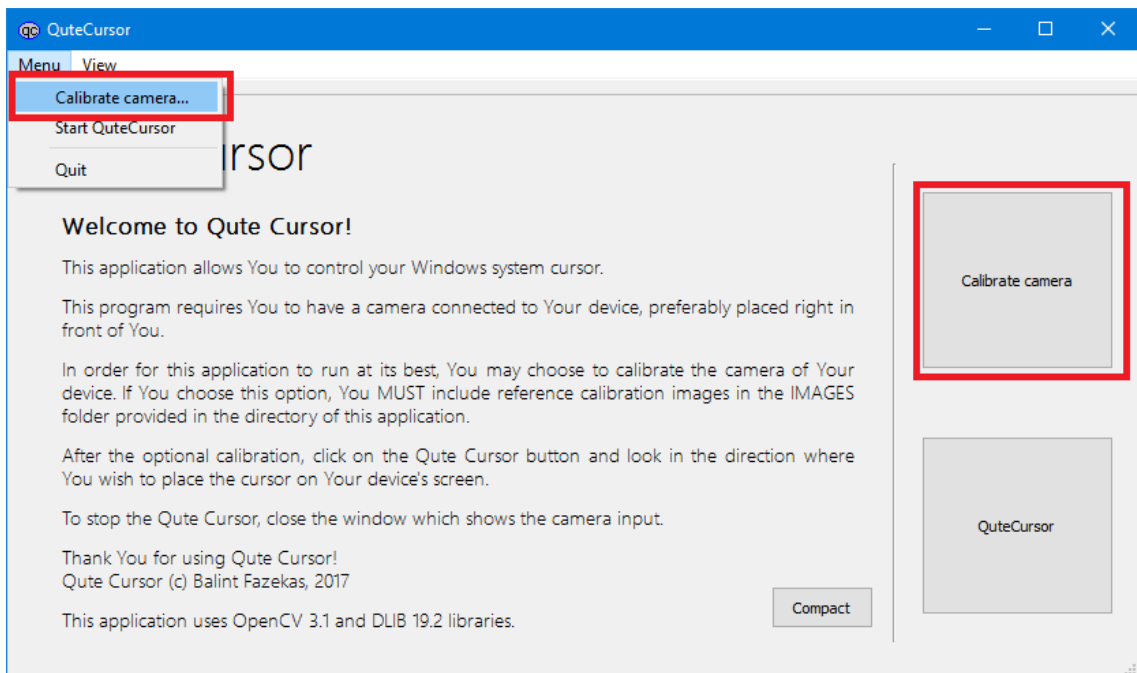 QuteCursor
Menu View
Calibrate camera...
Start QuteCursor
Quit
ursor
Welcome to Qute Cursor!
This application allows You to control your Windows system cursor.
This program requires You to have a camera connected to Your device, preferably placed right in
front of You.
In order for this application to run at its best, You may choose to calibrate the camera of Your
device. If You choose this option, You MUST include reference calibration images in the IMAGES
folder provided in the directory of this application.
After the optional calibration, click on the Qute Cursor button and look in the direction where
You wish to place the cursor on Your device's screen.
To stop the Qute Cursor, close the window which shows the camera input.
Thank You for using Qute Cursor!
Qute Cursor (c) Balint Fazekas, 2017
This application uses OpenCV 3.1 and DLIB 19.2 libraries.
Compact
Calibrate camera
QuteCursor